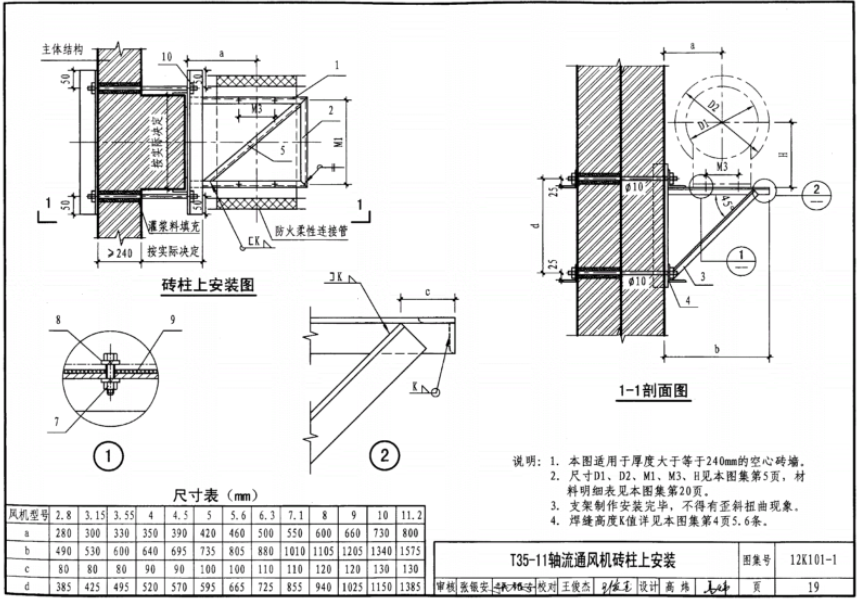 主体结构
10
a
1
50
50
M3
2
按实际决定
M1
5
50
50
1
1
灌浆料填充
防火柔性连接管
≥240
按实际决定
K
砖柱上安装图
a
D2
D1
H
M3
ø10
25
2
45°
d
1
25
ø10
3
4
b
1-1剖面图
8
9
7
1
K
c
K
2
说明: 1. 本图适用于厚度大于等于240mm的空心砖墙。
2. 尺寸D1、D2、M1、M3、H见本图集第5页, 材
料明细表见本图集第20页。
3. 支架制作安装完毕, 不得有歪斜扭曲现象。
4. 焊缝高度K值详见本图集第4页5.6条。
尺寸表 (mm)
风机型号 2.8 3.15 3.55 4 4.5 5 5.6 6.3 7.1 8 9 10 11.2
a 280 300 330 350 390 420 460 500 550 600 660 730 800
b 490 530 600 640 695 735 805 880 1010 1105 1205 1340 1575
c 80 80 80 90 90 100 100 110 110 120 120 130 130
d 385 425 495 520 570 595 665 725 855 940 1025 1150 1385
T35-11轴流通风机砖柱上安装 图集号 12K101-1
审核 张银安 校对 王俊杰 设计 高炜 页 19